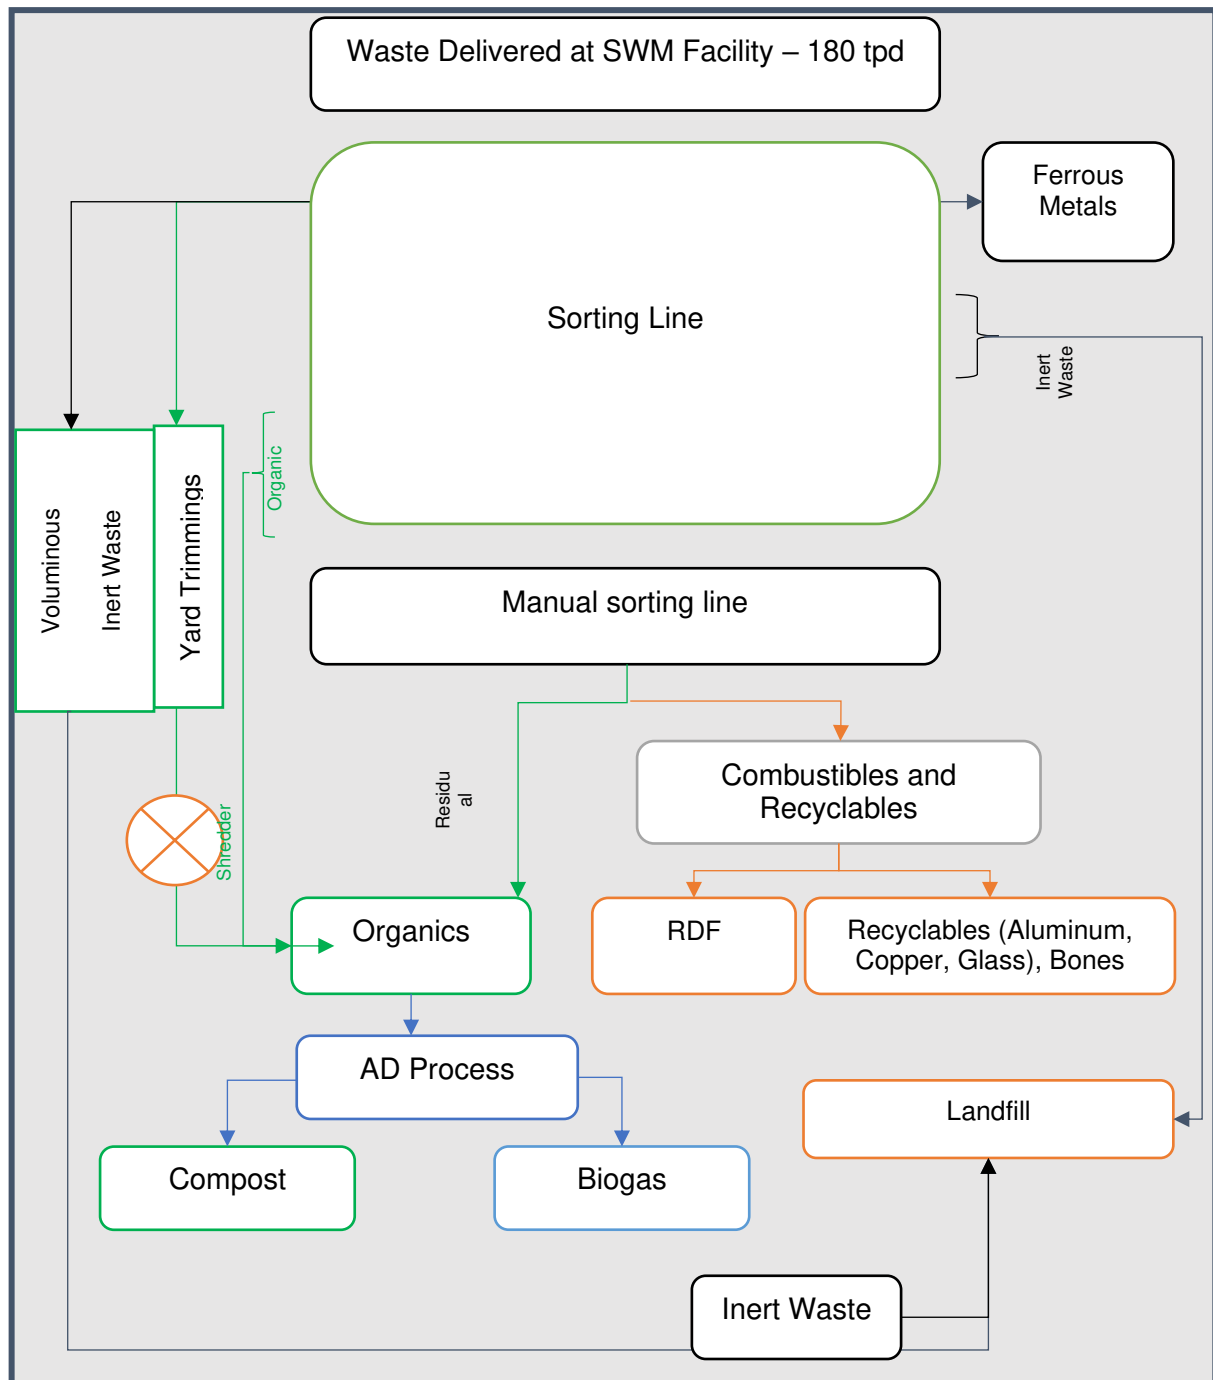 Waste Delivered at SWM Facility – 180 tpd
Ferrous
Metals
Sorting Line
Inert
Waste
Organic
Voluminous
Inert Waste
Yard Trimmings
Manual sorting line
Combustibles and
Recyclables
Residu
al
Shredder
Organics
RDF
Recyclables (Aluminum,
Copper, Glass), Bones
AD Process
Landfill
Compost
Biogas
Inert Waste